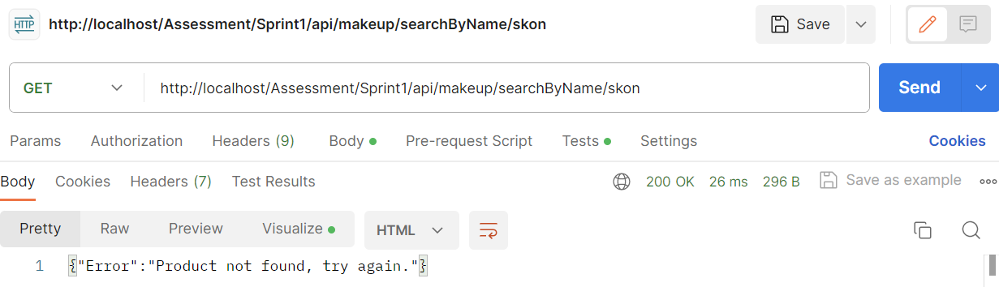 HTTP http://localhost/Assessment/Sprint1/api/makeup/searchByName/skon Save
GET http://localhost/Assessment/Sprint1/api/makeup/searchByName/skon Send
Params Authorization Headers (9) Body Pre-request Script Tests Settings Cookies
Body Cookies Headers (7) Test Results 200 OK 26 ms 296 B Save as example
Pretty Raw Preview Visualize HTML
1 {"Error":"Product not found, try again."}